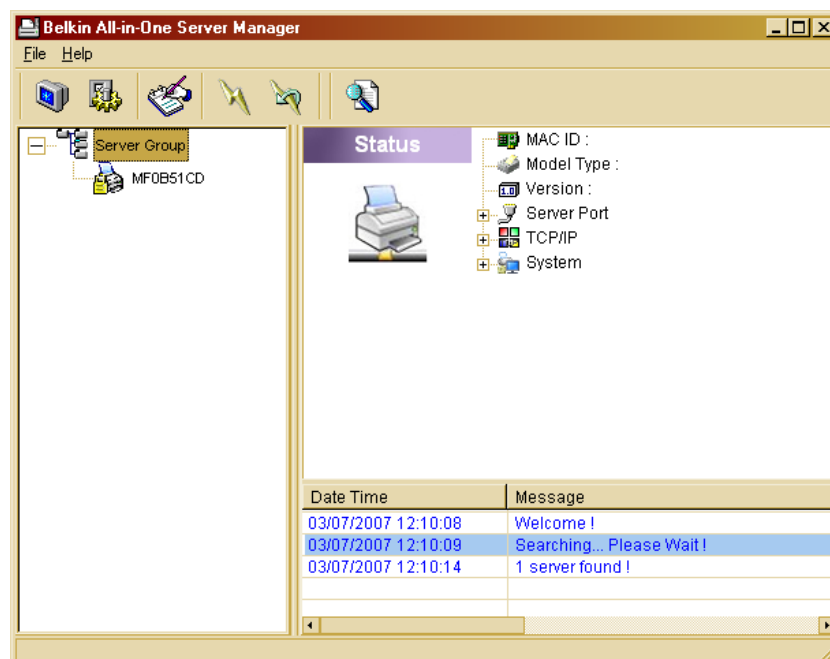 Belkin All-in-One Server Manager
File Help
Server Group
MF0B51CD
Status
MAC ID :
Model Type :
1.0 Version :
Server Port
TCP/IP
System
Date Time Message
03/07/2007 12:10:08 Welcome !
03/07/2007 12:10:09 Searching... Please Wait !
03/07/2007 12:10:14 1 server found !